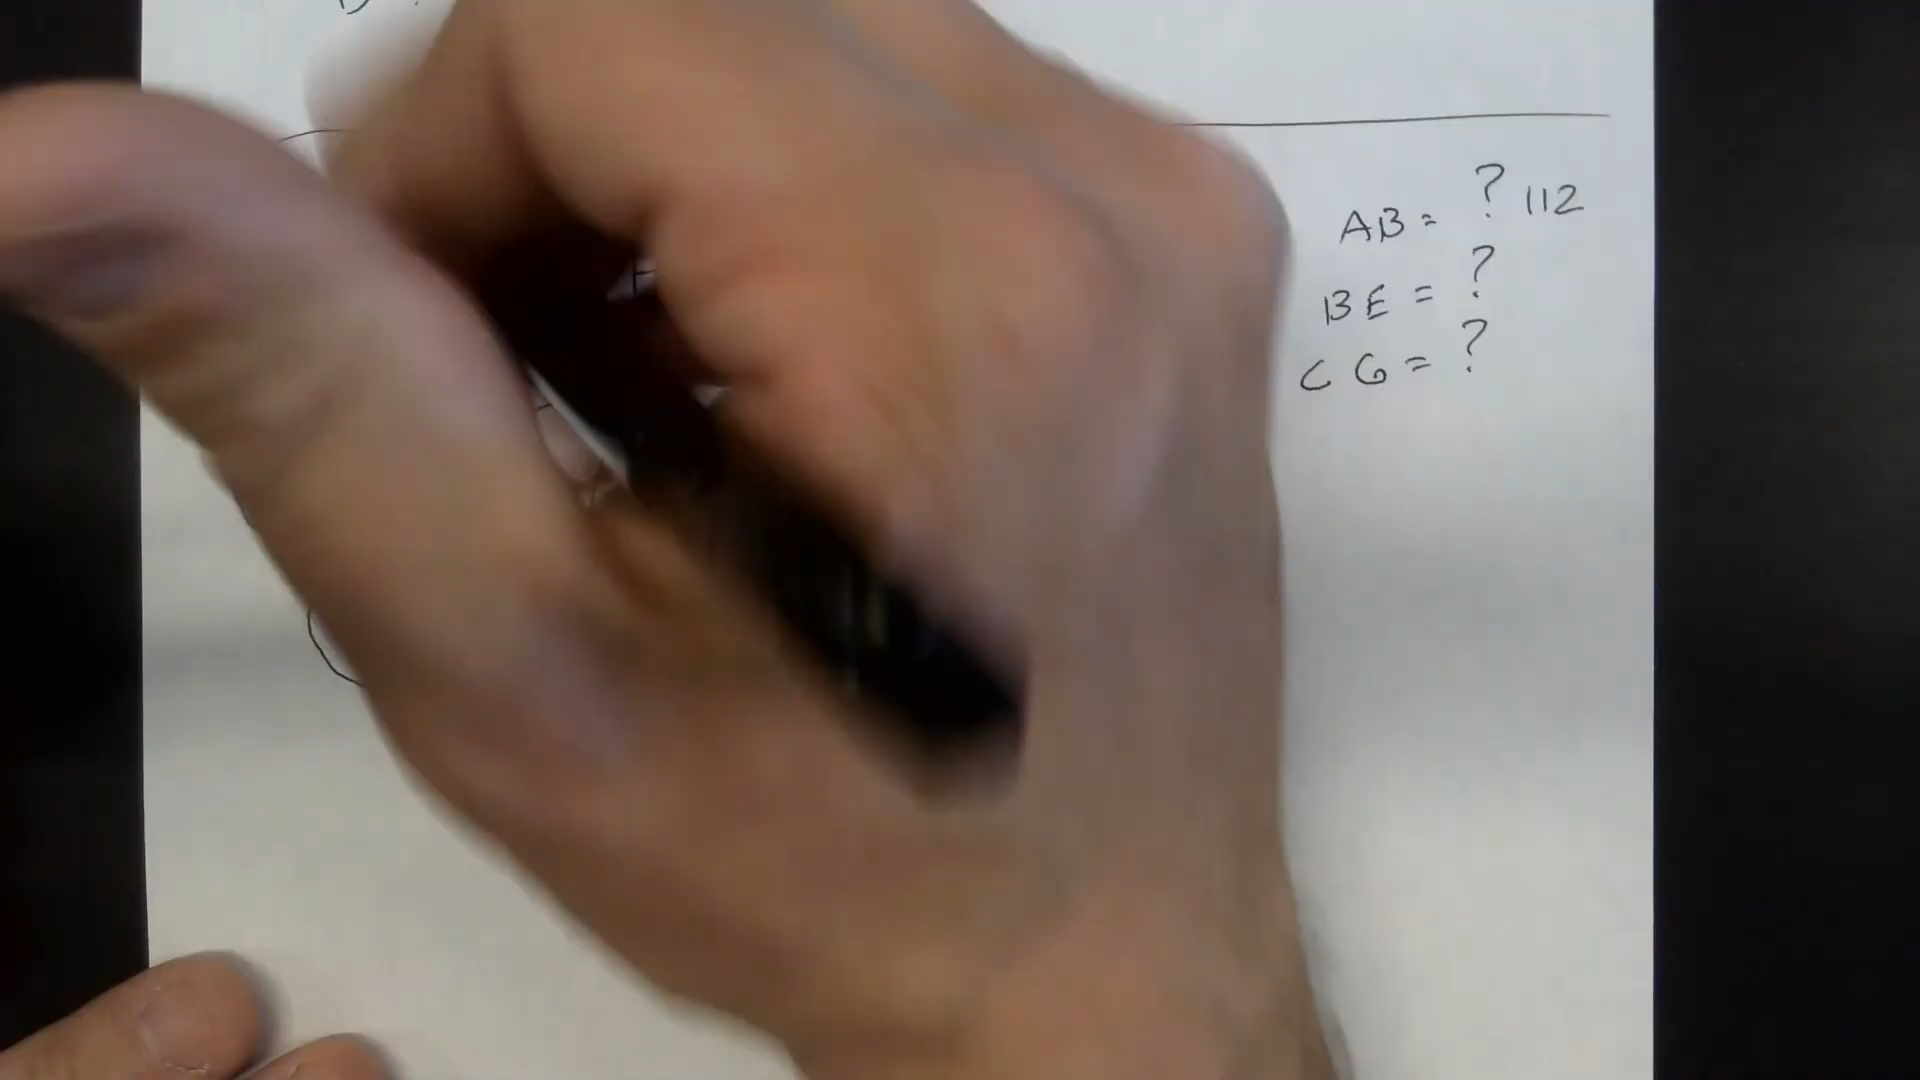 AB = ? 112
BE = ?
CG = ?